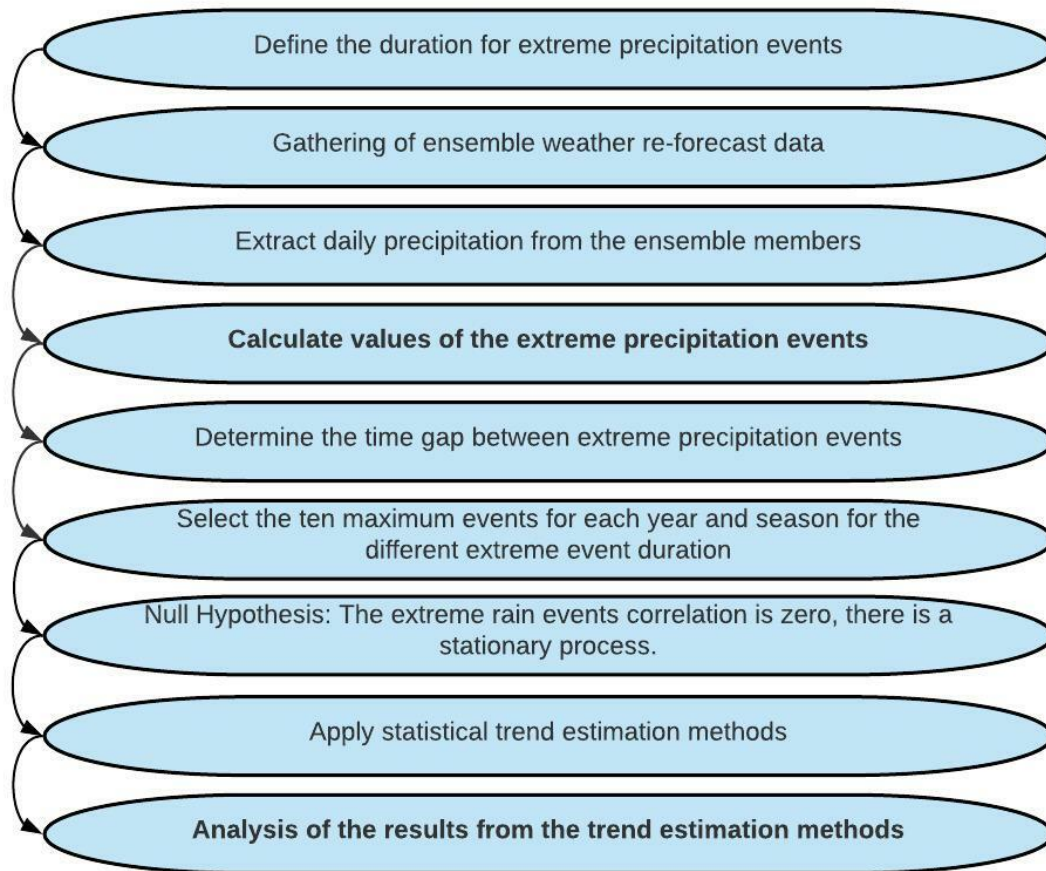 Define the duration for extreme precipitation events
Gathering of ensemble weather re-forecast data
Extract daily precipitation from the ensemble members
Calculate values of the extreme precipitation events
Determine the time gap between extreme precipitation events
Select the ten maximum events for each year and season for the
different extreme event duration
Null Hypothesis: The extreme rain events correlation is zero, there is a
stationary process.
Apply statistical trend estimation methods
Analysis of the results from the trend estimation methods